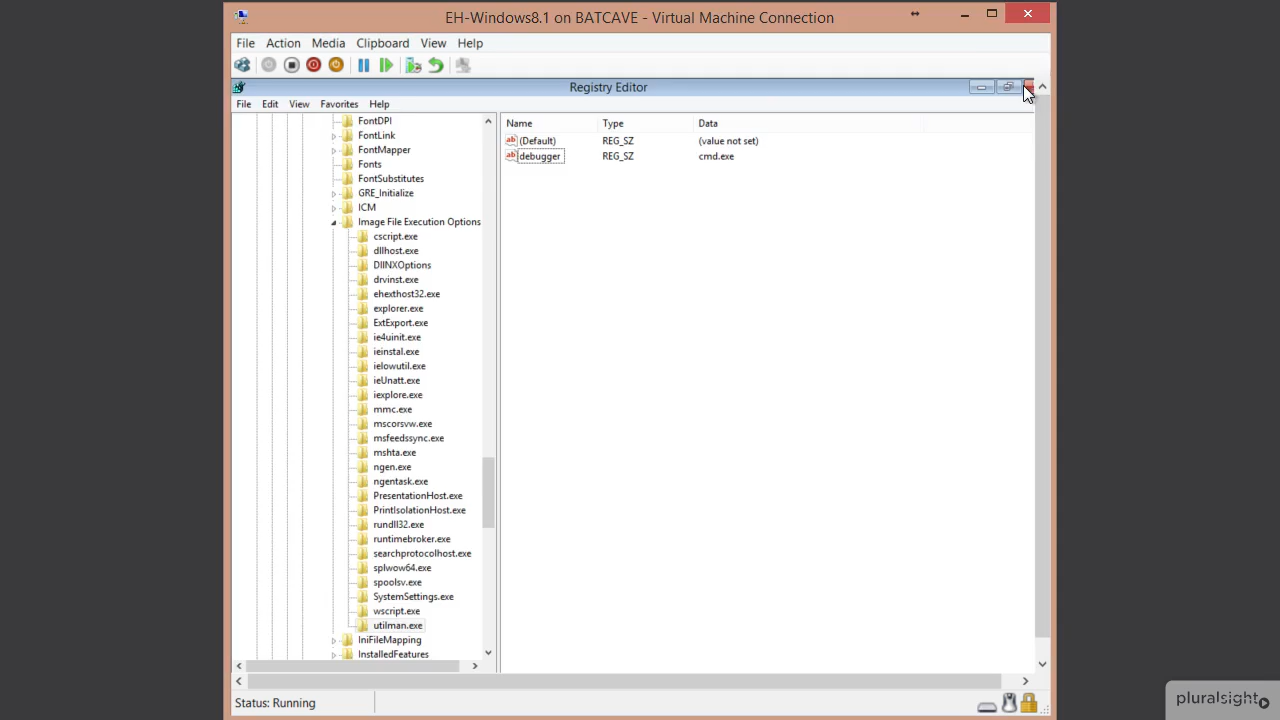 EH-Windows8.1 on BATCAVE - Virtual Machine Connection
File Action Media Clipboard View Help
Registry Editor
File Edit View Favorites Help
FontDPI
FontLink
FontMapper
Fonts
FontSubstitutes
GRE_Initialize
ICM
Image File Execution Options
cscript.exe
dllhost.exe
DllNXOptions
drvinst.exe
ehexthost32.exe
explorer.exe
ExtExport.exe
ie4uinit.exe
ieinstal.exe
ielowutil.exe
ieUnatt.exe
iexplore.exe
mmc.exe
mscorsvw.exe
msfeedssync.exe
mshta.exe
ngen.exe
ngentask.exe
PresentationHost.exe
PrintIsolationHost.exe
rundll32.exe
runtimebroker.exe
searchprotocolhost.exe
splwow64.exe
spoolsv.exe
SystemSettings.exe
wscript.exe
utilman.exe
IniFileMapping
InstalledFeatures
Name Type Data
ab (Default) REG_SZ (value not set)
ab debugger REG_SZ cmd.exe
Status: Running
pluralsight